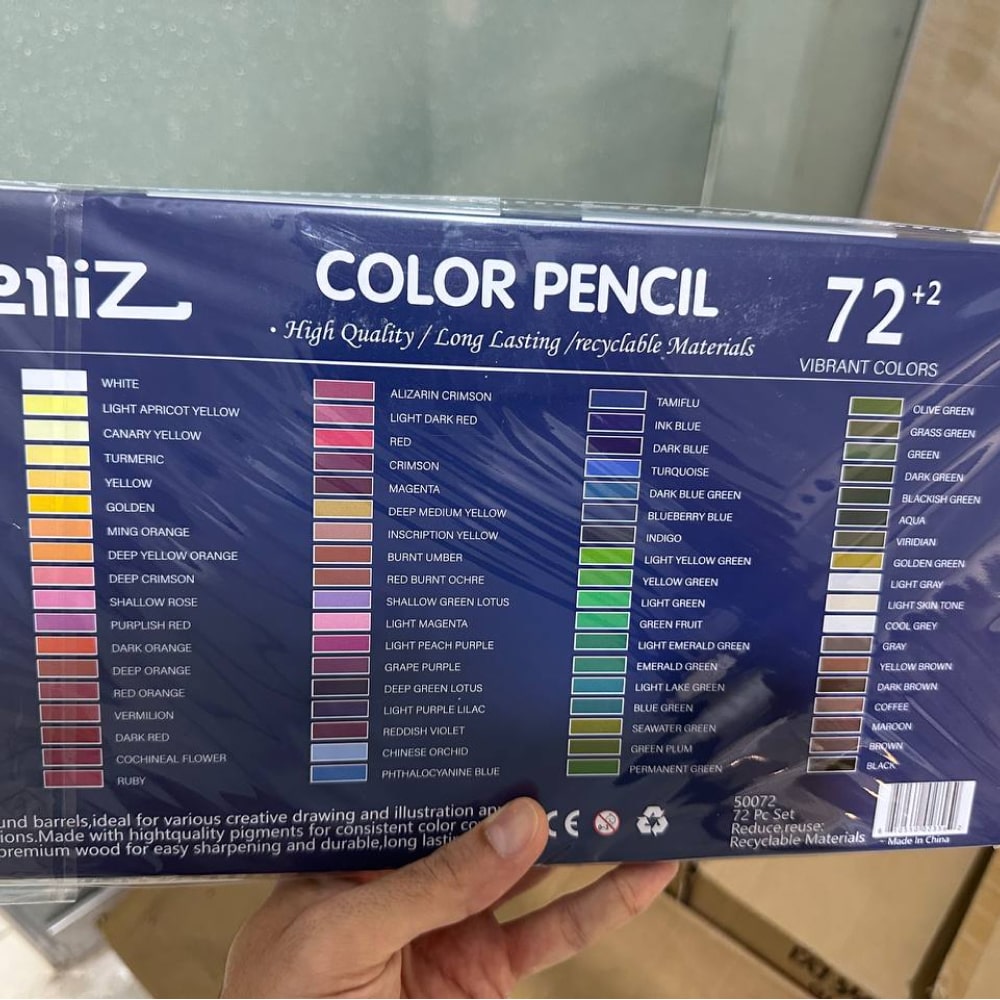 COLOR PENCIL
• High Quality / Long Lasting /recyclable Materials
72+2
VIBRANT COLORS
WHITE
LIGHT APRICOT YELLOW
CANARY YELLOW
TURMERIC
YELLOW
GOLDEN
MING ORANGE
DEEP YELLOW ORANGE
DEEP CRIMSON
SHALLOW ROSE
PURPLISH RED
DARK ORANGE
DEEP ORANGE
RED ORANGE
VERMILION
DARK RED
COCHINEAL FLOWER
RUBY
ALIZARIN CRIMSON
LIGHT DARK RED
RED
CRIMSON
MAGENTA
DEEP MEDIUM YELLOW
INSCRIPTION YELLOW
BURNT UMBER
RED BURNT OCHRE
SHALLOW GREEN LOTUS
LIGHT MAGENTA
LIGHT PEACH PURPLE
GRAPE PURPLE
DEEP GREEN LOTUS
LIGHT PURPLE LILAC
REDDISH VIOLET
CHINESE ORCHID
PHTHALOCYANINE BLUE
TAMIFLU
INK BLUE
DARK BLUE
TURQUOISE
DARK BLUE GREEN
BLUEBERRY BLUE
INDIGO
LIGHT YELLOW GREEN
YELLOW GREEN
LIGHT GREEN
GREEN FRUIT
LIGHT EMERALD GREEN
EMERALD GREEN
LIGHT LAKE GREEN
BLUE GREEN
SEAWATER GREEN
GREEN PLUM
PERMANENT GREEN
OLIVE GREEN
GRASS GREEN
GREEN
DARK GREEN
BLACKISH GREEN
AQUA
VIRIDIAN
GOLDEN GREEN
LIGHT GRAY
LIGHT SKIN TONE
COOL GREY
GRAY
YELLOW BROWN
DARK BROWN
COFFEE
MAROON
BROWN
BLACK
barrels,ideal for various creative drawing and illustration
Made with hightquality pigments for consistent color
premium wood for easy sharpening and durable,long
CE
0-3
50072
72 Pc Set
Reduce,reuse:
Recyclable Materials
Made In China